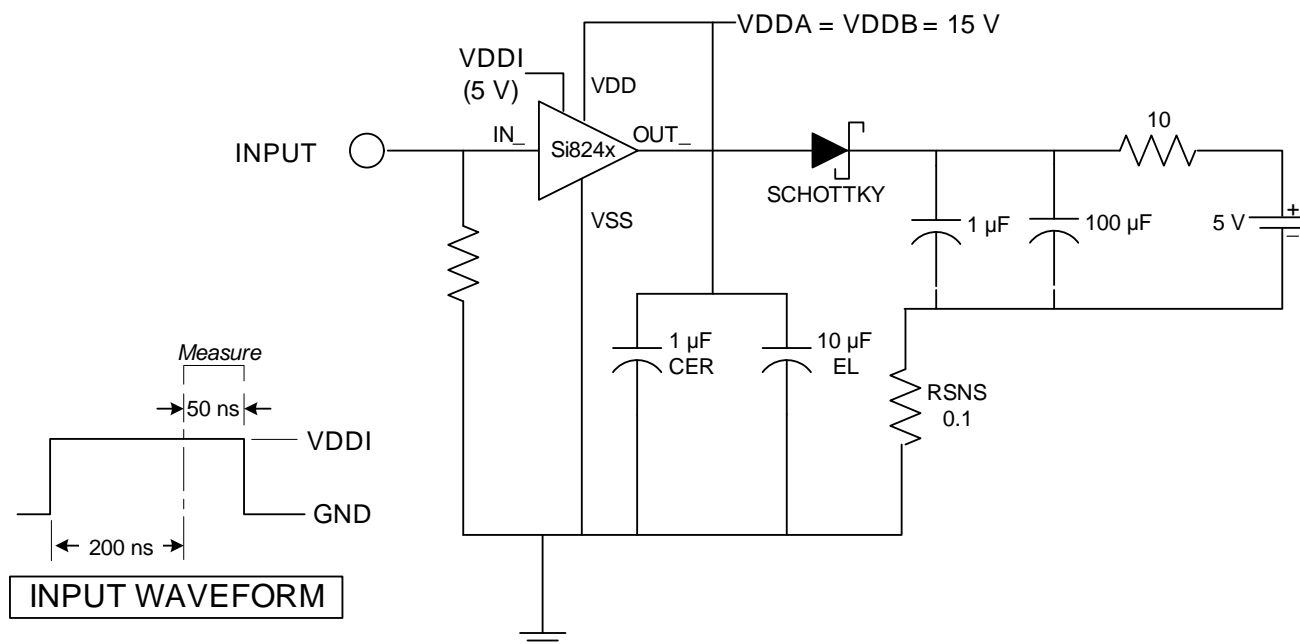 VDDA = VDDB = 15 V
VDDI
(5 V)
VDD
10
INPUT
IN_
Si824x
OUT_
SCHOTTKY
VSS
1 µF
100 µF
5 V
+
–
1 µF
CER
10 µF
EL
RSNS
0.1
Measure
50 ns
VDDI
GND
200 ns
INPUT WAVEFORM